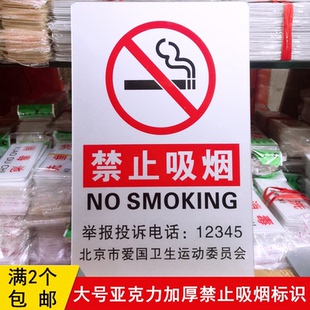 禁止吸烟
NO SMOKING
举报投诉电话：12345
北京市爱国卫生运动委员会
满2个
包邮
大号亚克力加厚禁止吸烟标识